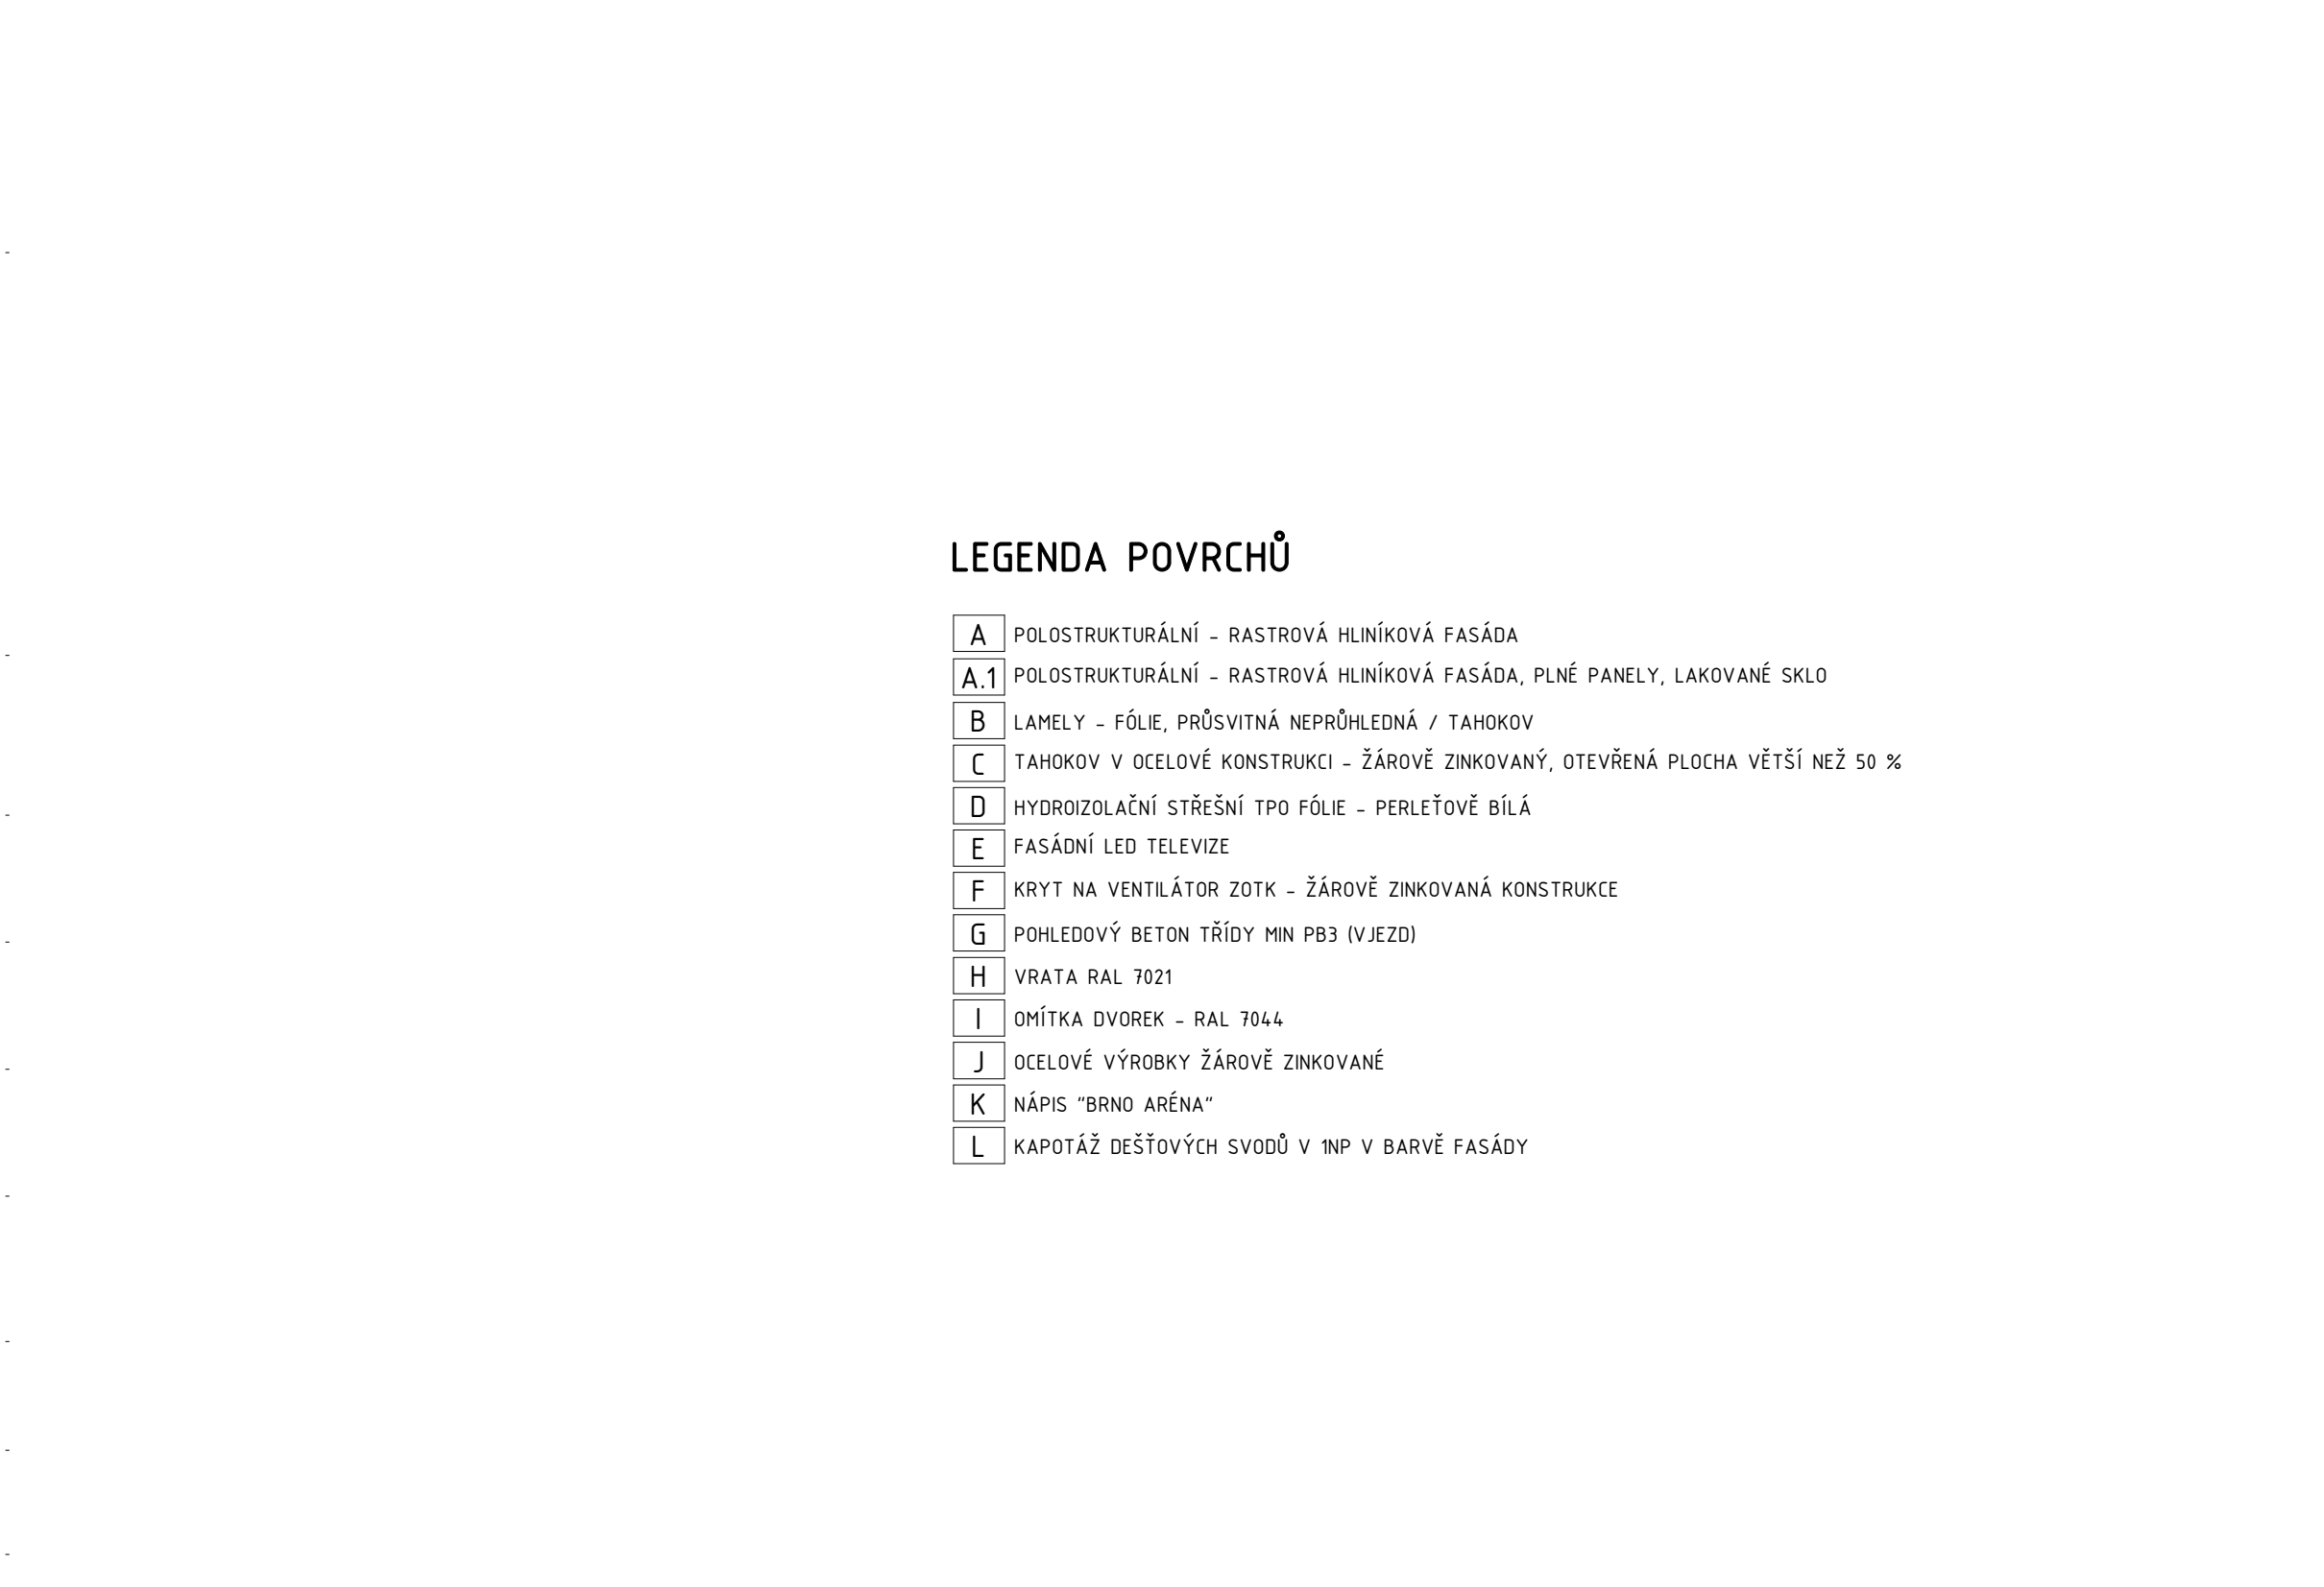 LEGENDA POVRCHŮ
A POLOSTRUKTURÁLNÍ - RASTROVÁ HLINÍKOVÁ FASÁDA
A.1 POLOSTRUKTURÁLNÍ - RASTROVÁ HLINÍKOVÁ FASÁDA, PLNÉ PANELY, LAKOVANÉ SKLO
B LAMELY - FÓLIE, PRŮSVITNÁ NEPRŮHLEDNÁ / TAHOKOV
C TAHOKOV V OCELOVÉ KONSTRUKCI - ŽÁROVĚ ZINKOVANÝ, OTEVŘENÁ PLOCHA VĚTŠÍ NEŽ 50 %
D HYDROIZOLAČNÍ STŘEŠNÍ TPO FÓLIE - PERLEŤOVĚ BÍLÁ
E FASÁDNÍ LED TELEVIZE
F KRYT NA VENTILÁTOR ZOTK - ŽÁROVĚ ZINKOVANÁ KONSTRUKCE
G POHLEDOVÝ BETON TŘÍDY MIN PB3 (VJEZD)
H VRATA RAL 7021
I OMÍTKA DVOREK - RAL 7044
J OCELOVÉ VÝROBKY ŽÁROVĚ ZINKOVANÉ
K NÁPIS "BRNO ARÉNA"
L KAPOTÁŽ DEŠŤOVÝCH SVODŮ V 1NP V BARVĚ FASÁDY